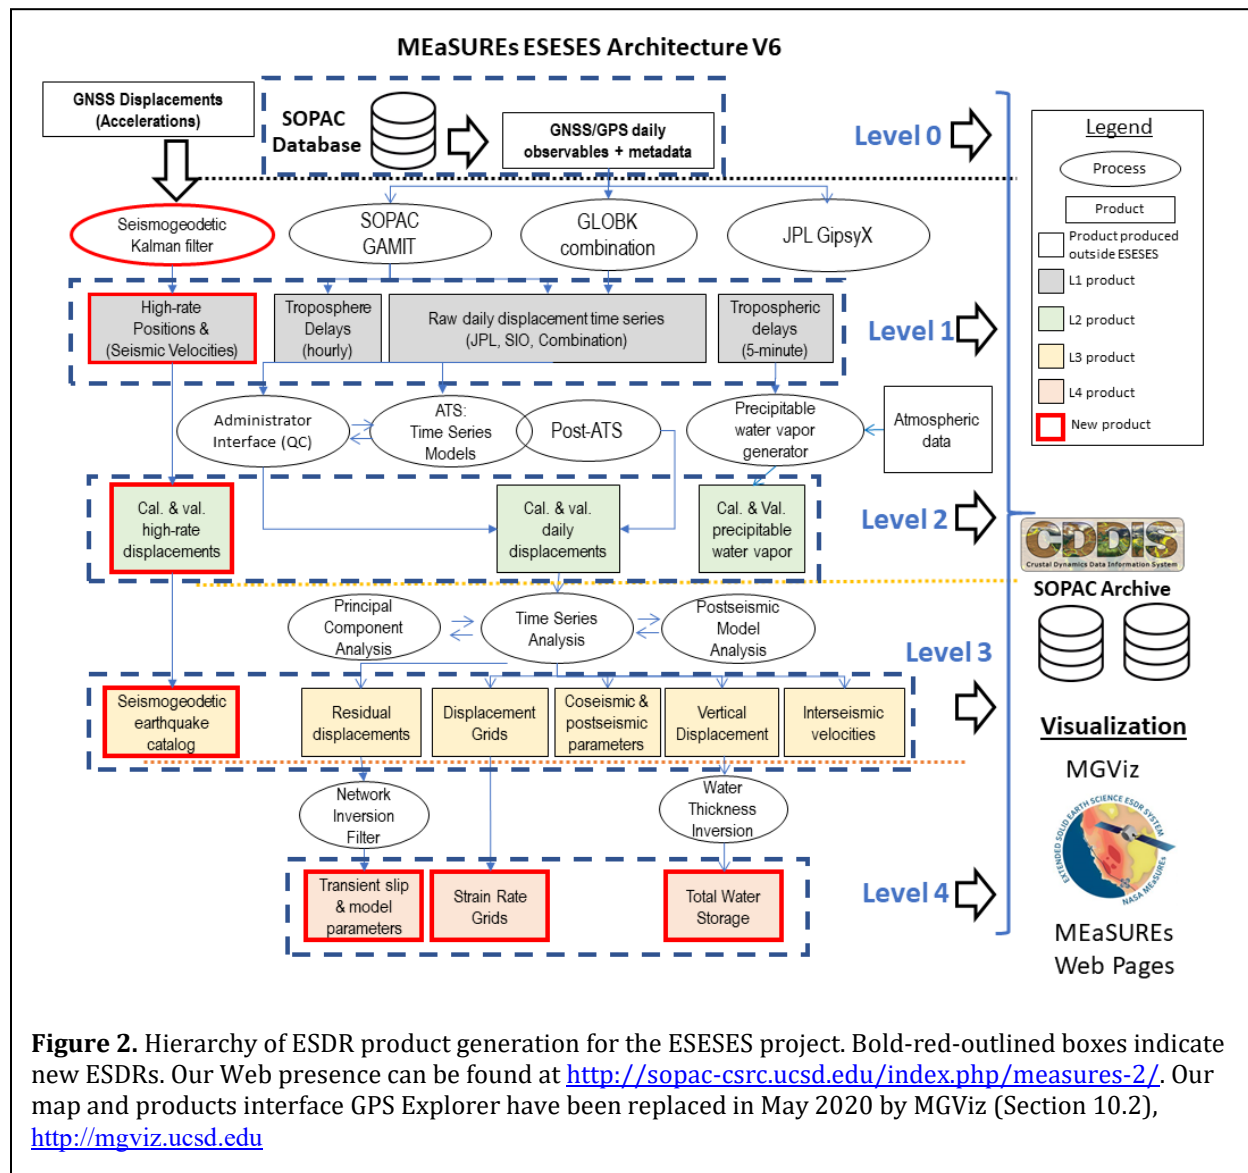 MEaSUREs ESESES Architecture V6
GNSS Displacements
(Accelerations)
SOPAC
Database
GNSS/GPS daily
observables + metadata
Level 0
Legend
Process
Product
Product produced
outside ESESES
L1 product
L2 product
L3 product
L4 product
New product
Seismogeodetic
Kalman filter
SOPAC
GAMIT
GLOBK
combination
JPL GipsyX
High-rate
Positions &
(Seismic Velocities)
Troposphere
Delays
(hourly)
Raw daily displacement time series
(JPL, SIO, Combination)
Tropospheric
delays
(5-minute)
Level 1
Administrator
Interface (QC)
ATS:
Time Series
Models
Post-ATS
Precipitable
water vapor
generator
Atmospheric
data
Cal. & val.
high-rate
displacements
Cal. & val.
daily
displacements
Cal. & Val.
precipitable
water vapor
Level 2
CDDIS
Crustal Dynamics Data Information System
SOPAC Archive
Principal
Component
Analysis
Time Series
Analysis
Postseismic
Model
Analysis
Level 3
Seismogeodetic
earthquake
catalog
Residual
displacements
Displacement
Grids
Coseismic &
postseismic
parameters
Vertical
Displacement
Interseismic
velocities
Visualization
MGViz
EXTENDED SOLID EARTH SCIENCE ESDR SYSTEM
NASA MEaSUREs
MEaSUREs
Web Pages
Network
Inversion
Filter
Water
Thickness
Inversion
Transient slip
& model
parameters
Strain Rate
Grids
Total Water
Storage
Level 4
Figure 2. Hierarchy of ESDR product generation for the ESESES project. Bold-red-outlined boxes indicate
new ESDRs. Our Web presence can be found at http://sopac-csrc.ucsd.edu/index.php/measures-2/. Our
map and products interface GPS Explorer have been replaced in May 2020 by MGViz (Section 10.2),
http://mgviz.ucsd.edu